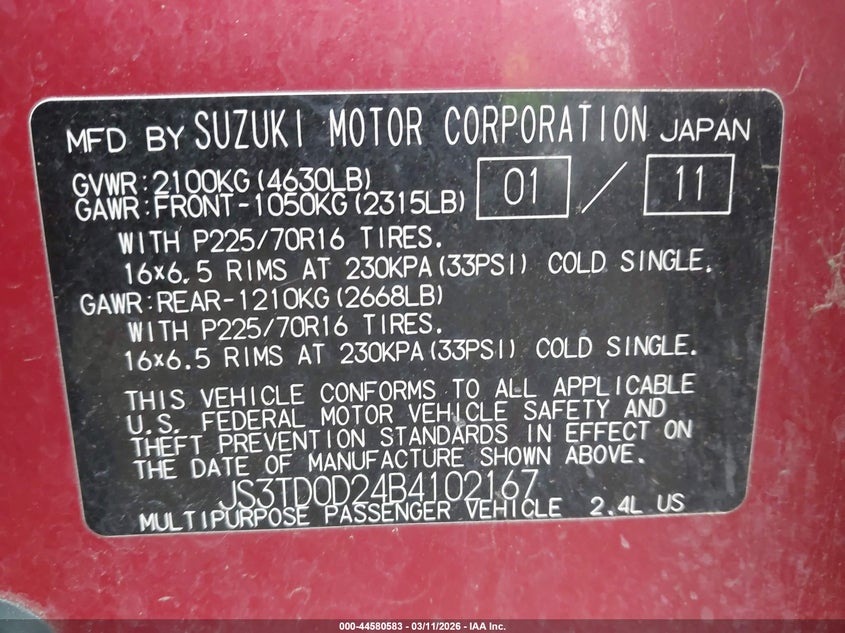 MFD BY SUZUKI MOTOR CORPORATION JAPAN
GVWR:2100KG(4630LB) 01 / 11
GAWR:FRONT-1050KG(2315LB)
WITH P225/70R16 TIRES.
16×6.5 RIMS AT 230KPA(33PSI) COLD SINGLE.
GAWR:REAR-1210KG(2668LB)
WITH P225/70R16 TIRES.
16×6.5 RIMS AT 230KPA(33PSI) COLD SINGLE.
THIS VEHICLE CONFORMS TO ALL APPLICABLE
U.S. FEDERAL MOTOR VEHICLE SAFETY AND
THEFT PREVENTION STANDARDS IN EFFECT ON
THE DATE OF MANUFACTURE SHOWN ABOVE.
JS3TD0D24B4102167
MULTIPURPOSE PASSENGER VEHICLE 2.4L US
000-44580583 - 03/11/2026 - IAA Inc.